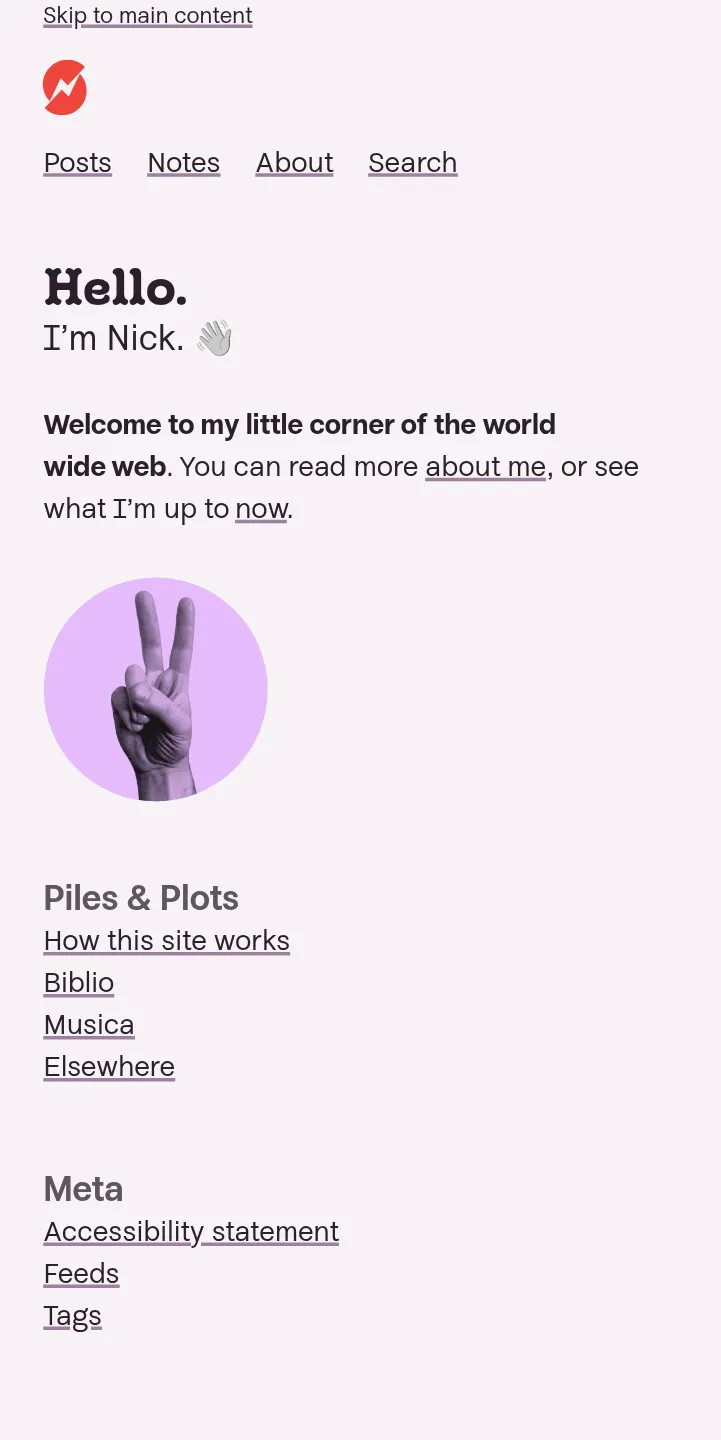 Skip to main content
Posts Notes About Search
Hello.
I’m Nick. 👋
Welcome to my little corner of the world
wide web. You can read more about me, or see
what I’m up to now.
Piles & Plots
How this site works
Biblio
Musica
Elsewhere
Meta
Accessibility statement
Feeds
Tags